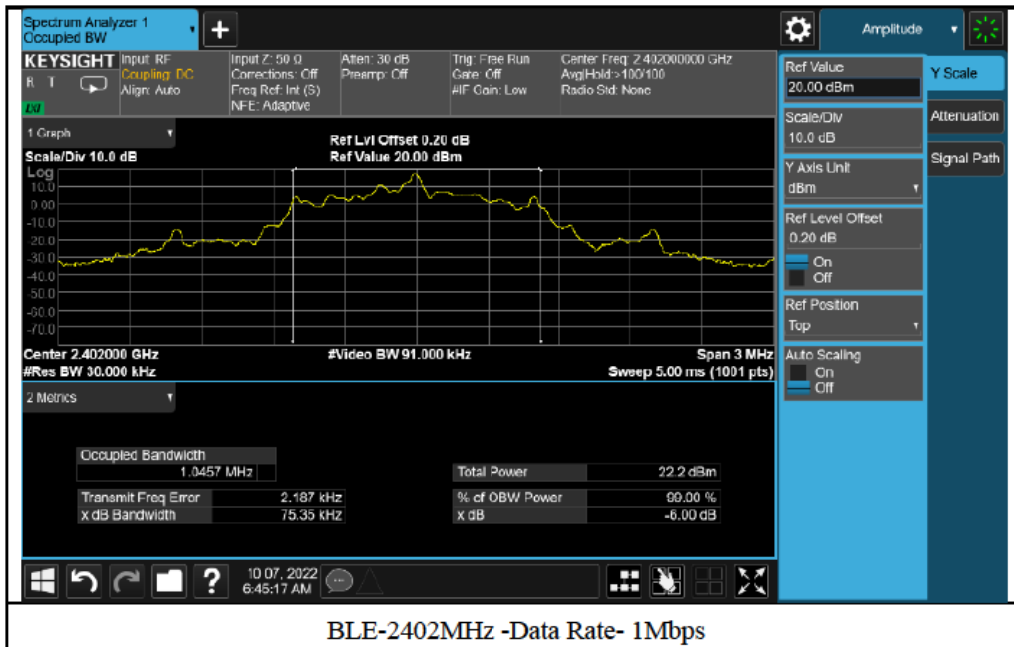 Spectrum Analyzer 1
Occupied BW
Amplitude
KEYSIGHT
R T
LXI
Input: RF
Coupling: DC
Align: Auto
Input Z: 50 Ω
Corrections: Off
Freq Ref: Int (S)
NFE: Adaptive
Atten: 30 dB
Preamp: Off
Trig: Free Run
Gate: Off
#IF Gain: Low
Center Freq: 2.402000000 GHz
Avg|Hold:>100/100
Radio Std: None
1 Graph
Scale/Div 10.0 dB
Ref Lvl Offset 0.20 dB
Ref Value 20.00 dBm
Log
10.0
0.00
-10.0
-20.0
-30.0
-40.0
-50.0
-60.0
-70.0
Center 2.402000 GHz
#Res BW 30.000 kHz
#Video BW 91.000 kHz
Span 3 MHz
Sweep 5.00 ms (1001 pts)
2 Metrics
Occupied Bandwidth
1.0457 MHz
Transmit Freq Error 2.187 kHz
x dB Bandwidth 75.35 kHz
Total Power 22.2 dBm
% of OBW Power 99.00 %
x dB -6.00 dB
Ref Value
20.00 dBm
Scale/Div
10.0 dB
Y Axis Unit
dBm
Ref Level Offset
0.20 dB
On
Off
Ref Position
Top
Auto Scaling
On
Off
Y Scale
Attenuation
Signal Path
10 07, 2022
6:45:17 AM
BLE-2402MHz -Data Rate- 1Mbps